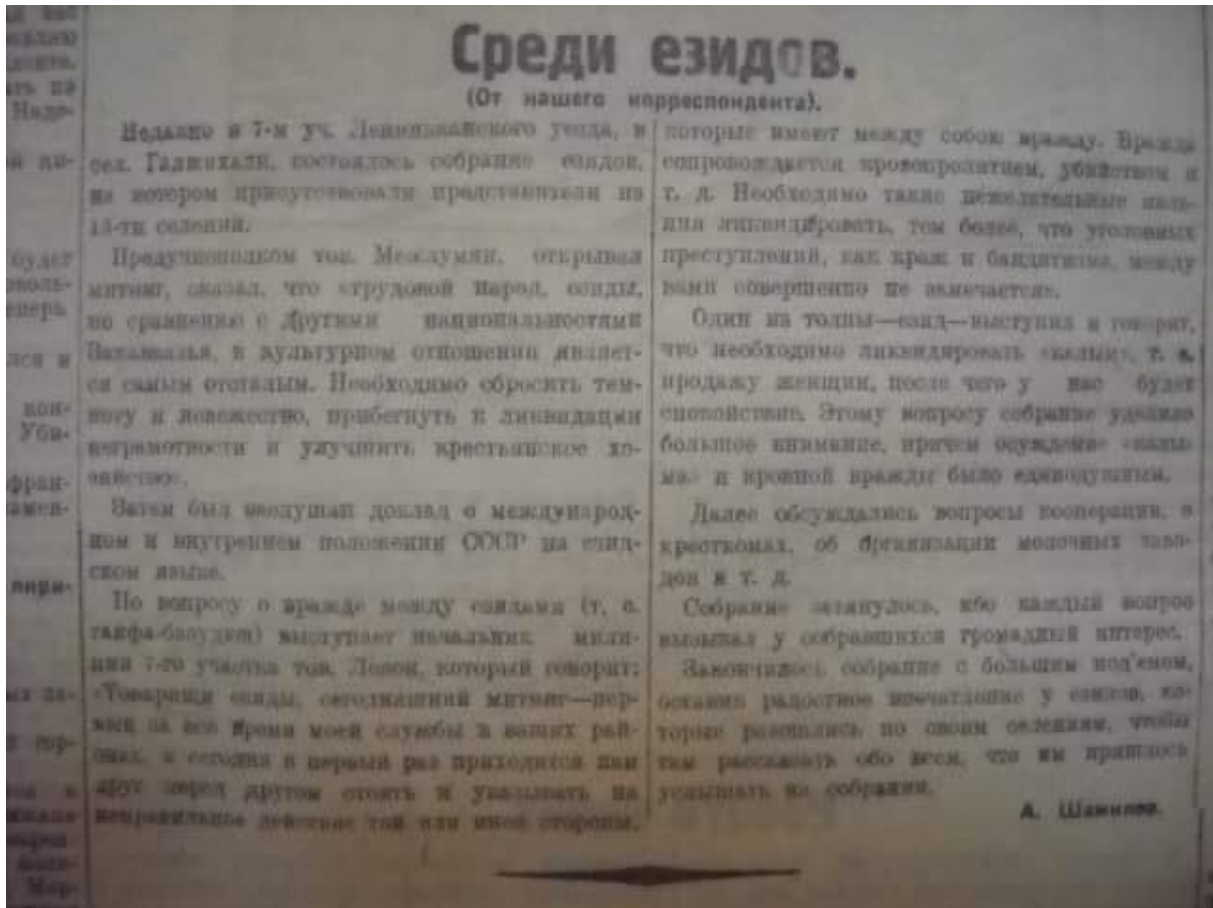 Среди езидов.
(От нашего корреспондента).
Недавно в 7-м уч. Ленинаканского уезда, в
сел. Гаджихали, состоялось собрание езидов,
на котором присутствовали представители из
13-ти селений.
Предучисполком тов. Межлумян, открывая
митинг, сказал, что «трудовой народ, езиды,
по сравнению с другими национальностями
Закавказья, в культурном отношении являет-
ся самым отсталым. Необходимо сбросить тем-
ноту и невежество, прибегнуть к ликвидации
неграмотности и улучшить крестьянское хо-
зяйство».
Затем был заслушан доклад о международ-
ном и внутреннем положении СССР на езид-
ском языке.
По вопросу о вражде между езидами (т. е.
выступает начальник мили-
ции 7-го участка тов. Левон, который говорит:
«Товарищи езиды, сегодняшний митинг—пер-
вый за все время моей службы в ваших рай-
онах, и сегодня в первый раз приходится нам
друг перед другом стоять и указывать на
неправильное действие той или иной стороны,
которые имеют между собою вражду. Вражда
сопровождается кровопролитием, убийством и
т. д. Необходимо такие нежелательные явле-
ния ликвидировать, тем более, что уголовных
преступлений, как краж и бандитизма, между
вами совершенно не замечается».
Один из толпы—езид—выступил и говорит,
что необходимо ликвидировать «калым», т. е.
продажу женщин, после чего у нас будет
спокойствие. Этому вопросу собрание уделило
большое внимание, причем осуждение «калы-
ма» и кровной вражды было единодушным.
Далее обсуждались вопросы кооперации, о
кресткомах, об организации молочных заво-
дов и т. д.
Собрание затянулось, ибо каждый вопрос
вызывал у собравшихся громадный интерес.
Закончилось собрание с большим под'емом,
оставив радостное впечатление у езидов, ко-
торые разошлись по своим селениям, чтобы
там рассказать обо всем, что им пришлось
услышать на собрании.
А. Шамилов.